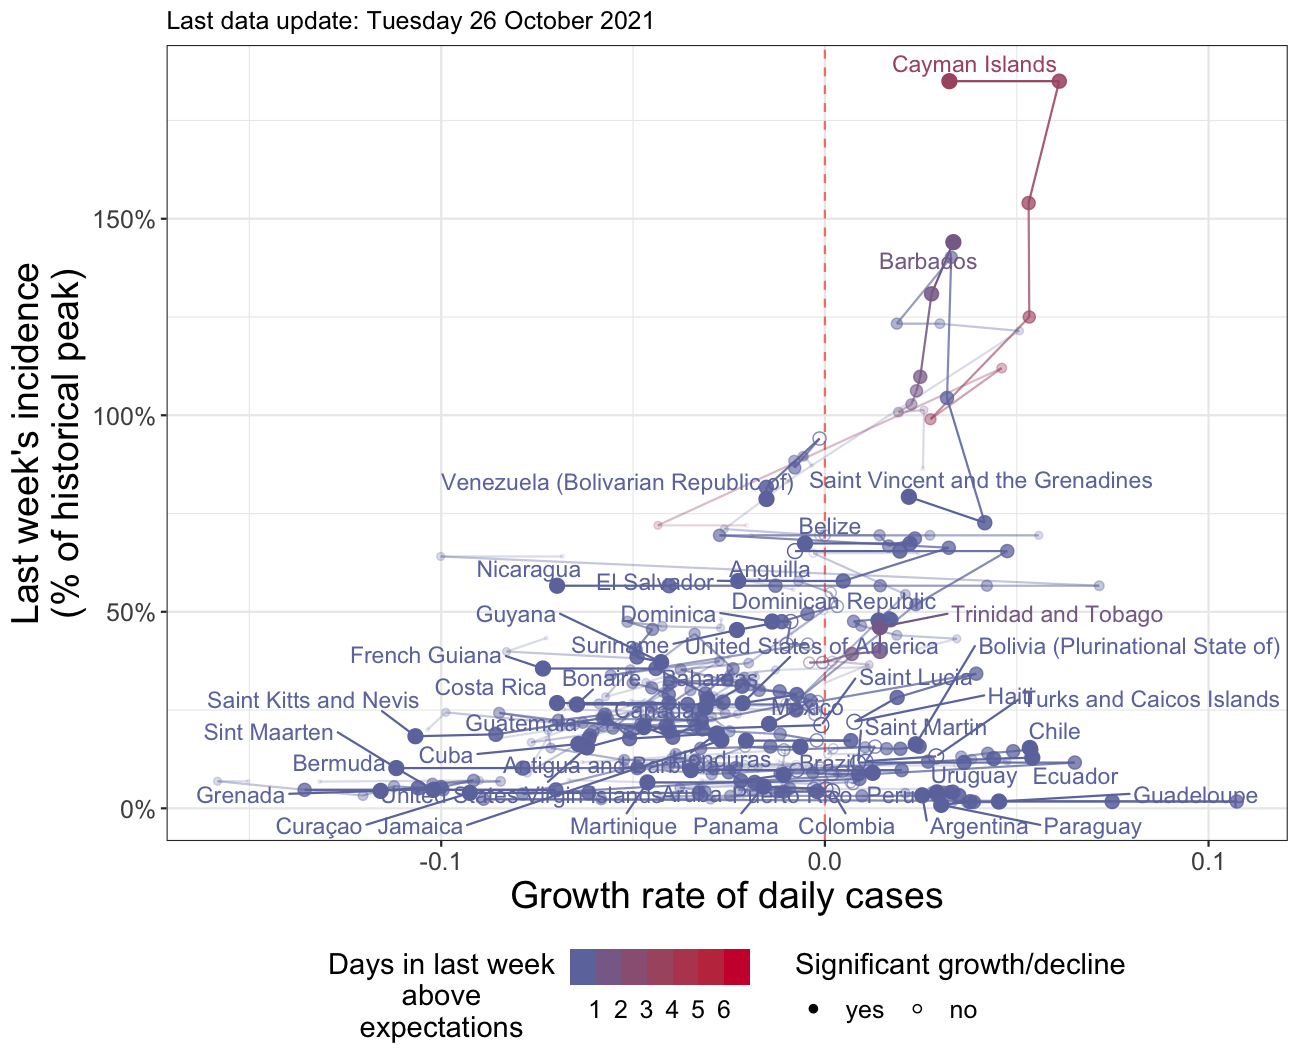 Last data update: Tuesday 26 October 2021
Last week's incidence
(% of historical peak)
150%
100%
50%
0%
Cayman Islands
Barbados
Venezuela (Bolivarian Republic of)
Saint Vincent and the Grenadines
Belize
Nicaragua
Anguilla
El Salvador
Dominican Republic
Guyana
Dominica
Trinidad and Tobago
Suriname
United States of America
Bolivia (Plurinational State of)
French Guiana
Bonaire
Bahamas
Saint Lucia
Costa Rica
Haiti
Turks and Caicos Islands
Saint Kitts and Nevis
Canada
Mexico
Guatemala
Saint Martin
Sint Maarten
Chile
Cuba
Honduras
Bermuda
Antigua and Barbuda
Brazil
Uruguay
Ecuador
Grenada
United States Virgin Islands
Aruba
Puerto Rico
Peru
Guadeloupe
Curaçao
Jamaica
Martinique
Panama
Colombia
Argentina
Paraguay
-0.1
0.0
0.1
Growth rate of daily cases
Days in last week
above
expectations
1 2 3 4 5 6
Significant growth/decline
yes
no